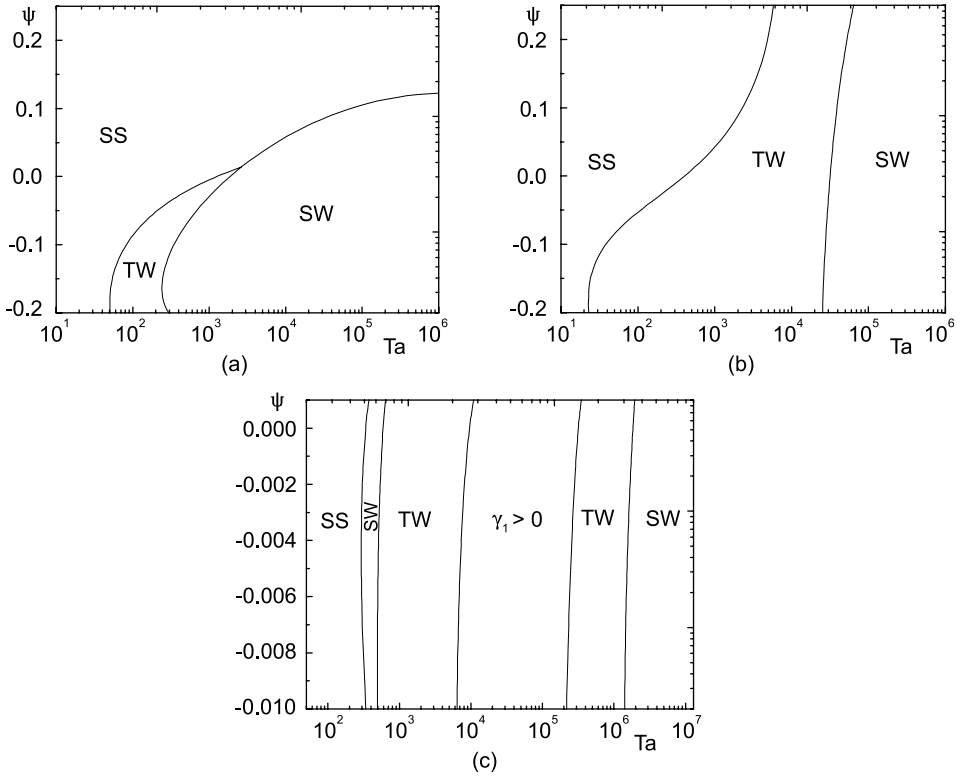 ψ
0.2
0.1
0.0
-0.1
-0.2
SS
TW
SW
10^1 10^2 10^3 10^4 10^5 10^6
Ta
(a)
ψ
0.2
0.1
0.0
-0.1
-0.2
SS
TW
SW
10^1 10^2 10^3 10^4 10^5 10^6
Ta
(b)
ψ
0.000
-0.002
-0.004
-0.006
-0.008
-0.010
SS
SW
TW
γ_1 > 0
TW
SW
10^2 10^3 10^4 10^5 10^6 10^7
Ta
(c)